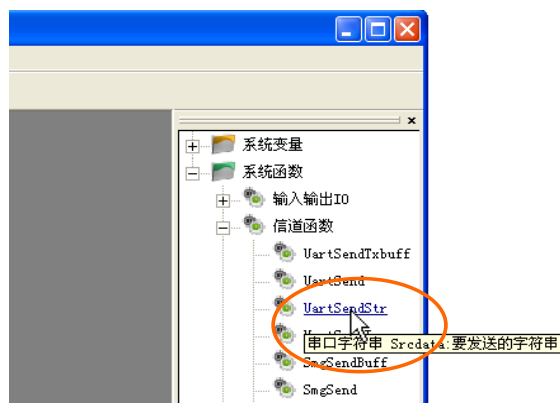 系统变量
系统函数
输入输出IO
信道函数
UartSendTxbuff
UartSend
UartSendStr
串口字符串 Srcdata:要发送的字符串
SmgSendBuff
SmgSend